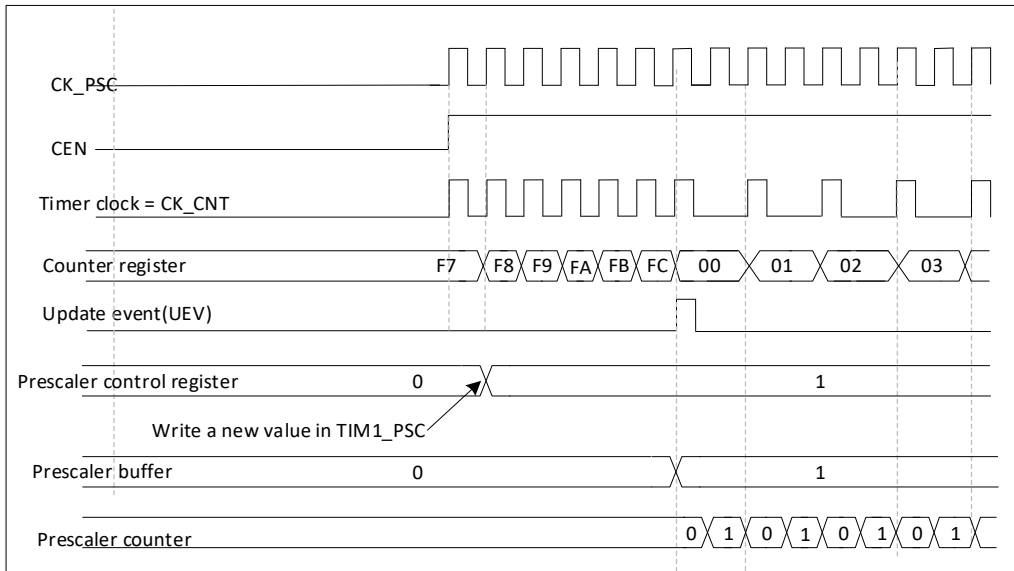 CK_PSC
CEN
Timer clock = CK_CNT
Counter register F7 F8 F9 FA FB FC 00 01 02 03
Update event(UEV)
Prescaler control register 0 1
Write a new value in TIM1_PSC
Prescaler buffer 0 1
Prescaler counter 0 1 0 1 0 1 0 1